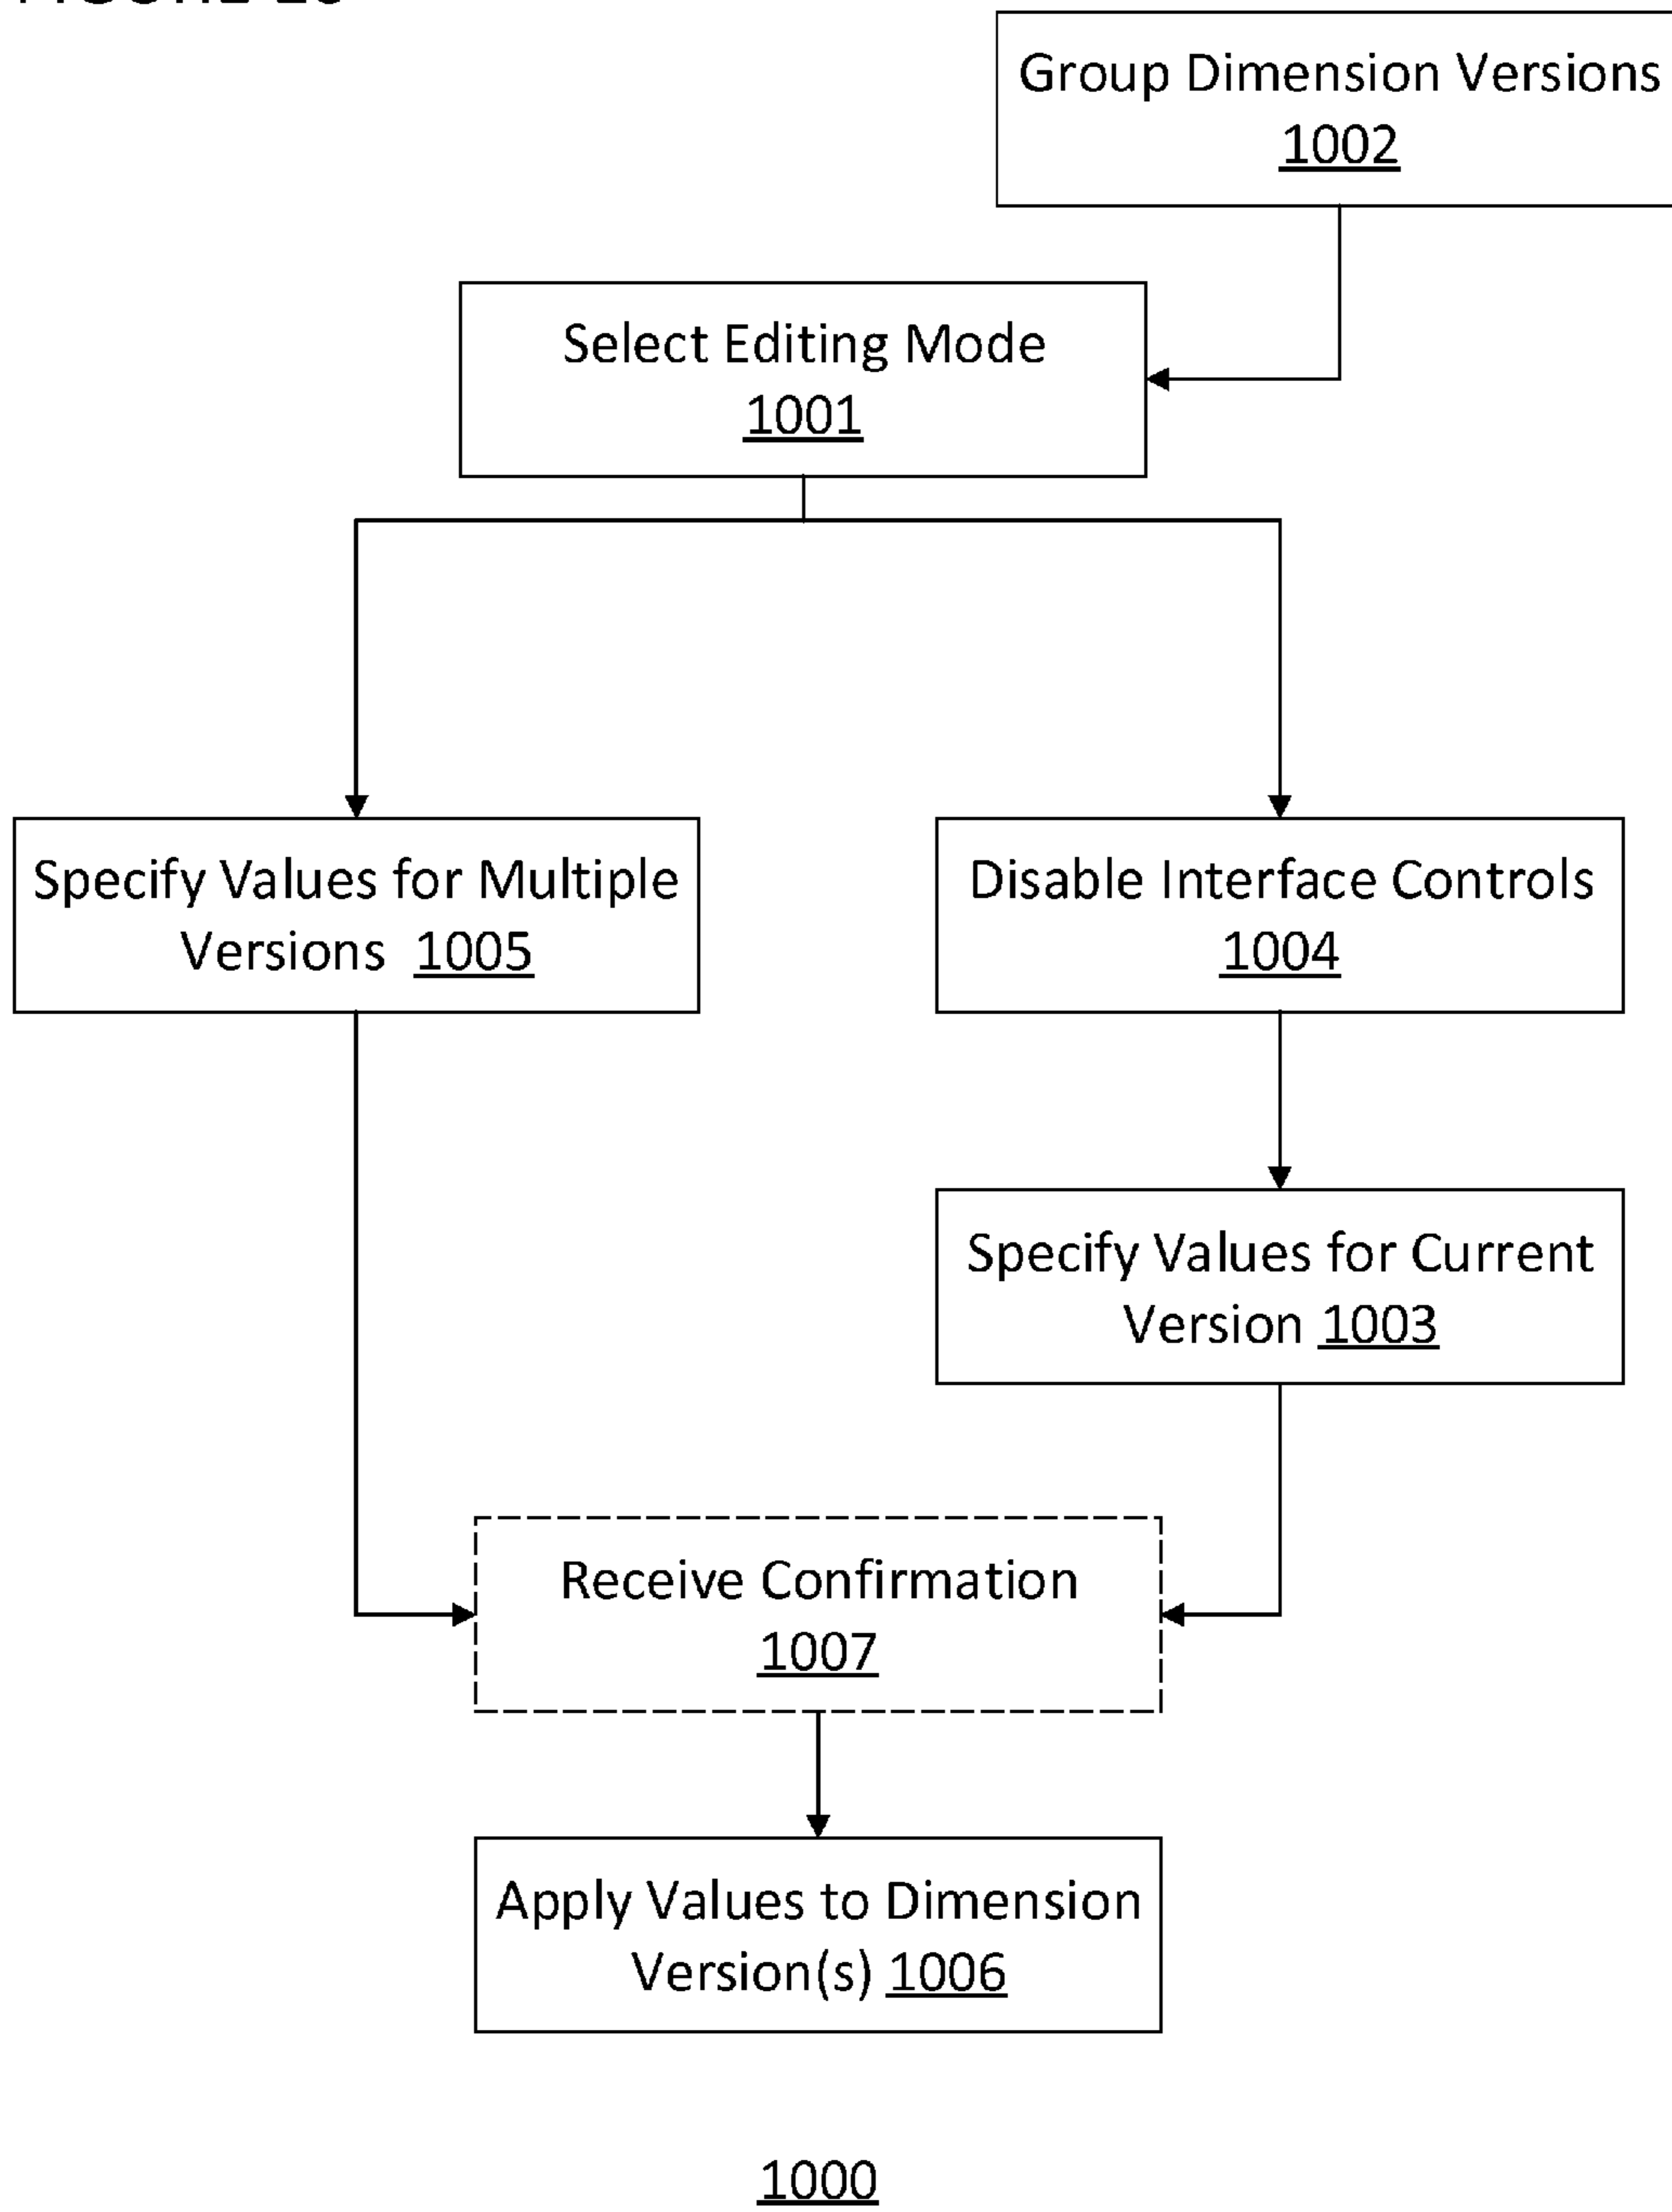 Group Dimension Versions
1002
Select Editing Mode
1001
Specify Values for Multiple
Versions 1005
Disable Interface Controls
1004
Specify Values for Current
Version 1003
Receive Confirmation
1007
Apply Values to Dimension
Version(s) 1006
1000